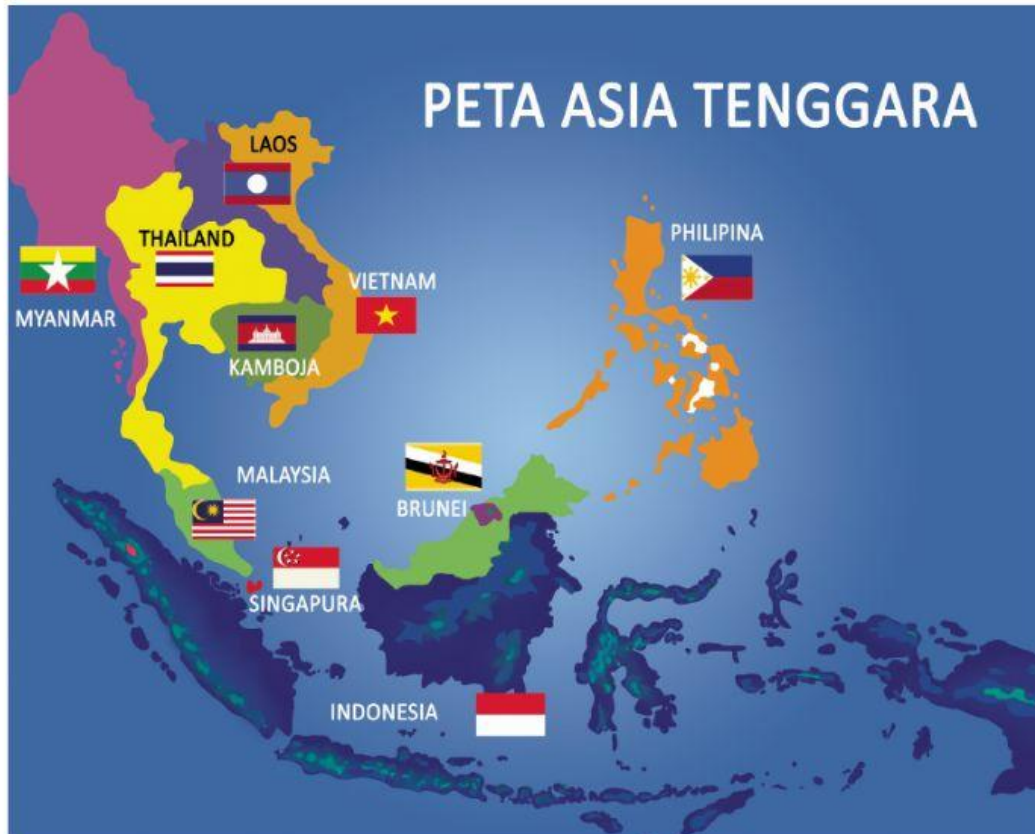 PETA ASIA TENGGARA
LAOS
PHILIPINA
THAILAND
VIETNAM
MYANMAR
KAMBOJA
MALAYSIA
BRUNEI
SINGAPURA
INDONESIA